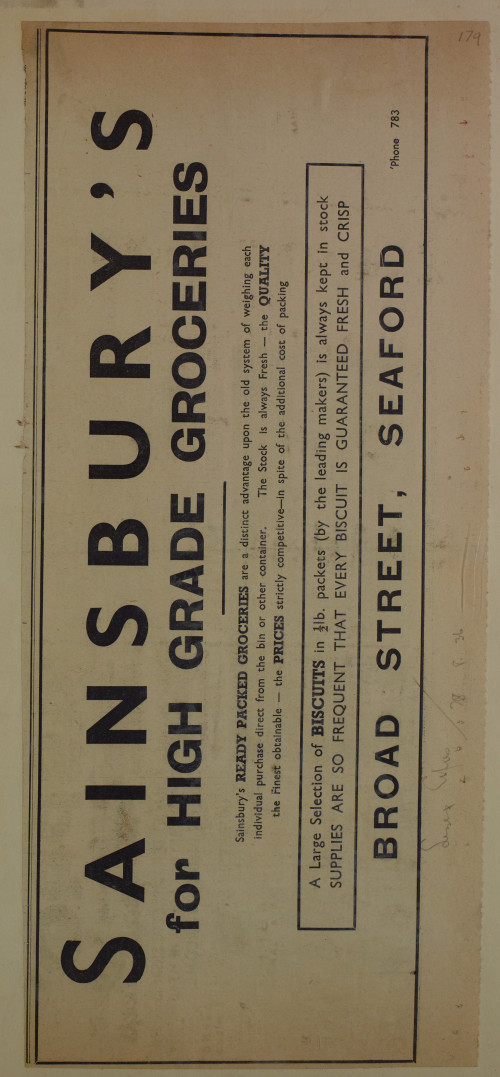 174
SAINSBURY'S
for HIGH GRADE GROCERIES
Sainsbury's READY PACKED GROCERIES are a distinct advantage upon the old system of weighing each
individual purchase direct from the bin or other container. The Stock is always Fresh — the QUALITY
the Finest obtainable — the PRICES strictly competitive—In spite of the additional cost of packing
A Large Selection of BISCUITS in ½lb. packets (by the leading makers) is always kept in stock
SUPPLIES ARE SO FREQUENT THAT EVERY BISCUIT IS GUARANTEED FRESH and CRISP
BROAD STREET, SEAFORD
'Phone 783